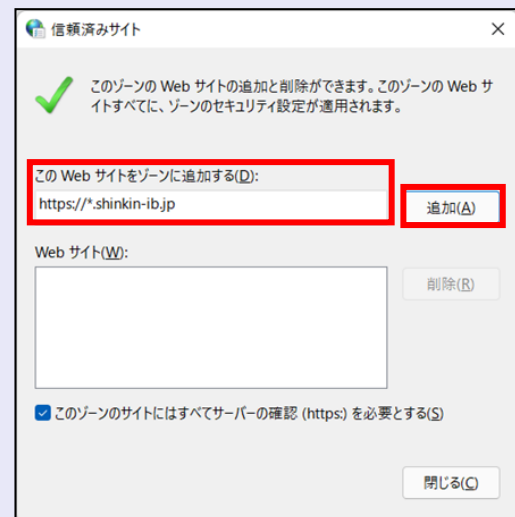 信頼済みサイト
このゾーンの Web サイトの追加と削除ができます。このゾーンの Web サ
イトすべてに、ゾーンのセキュリティ設定が適用されます。
この Web サイトをゾーンに追加する(D):
https://*.shinkin-ib.jp
追加(A)
Web サイト(W):
削除(R)
このゾーンのサイトにはすべてサーバーの確認 (https:) を必要とする(S)
閉じる(C)